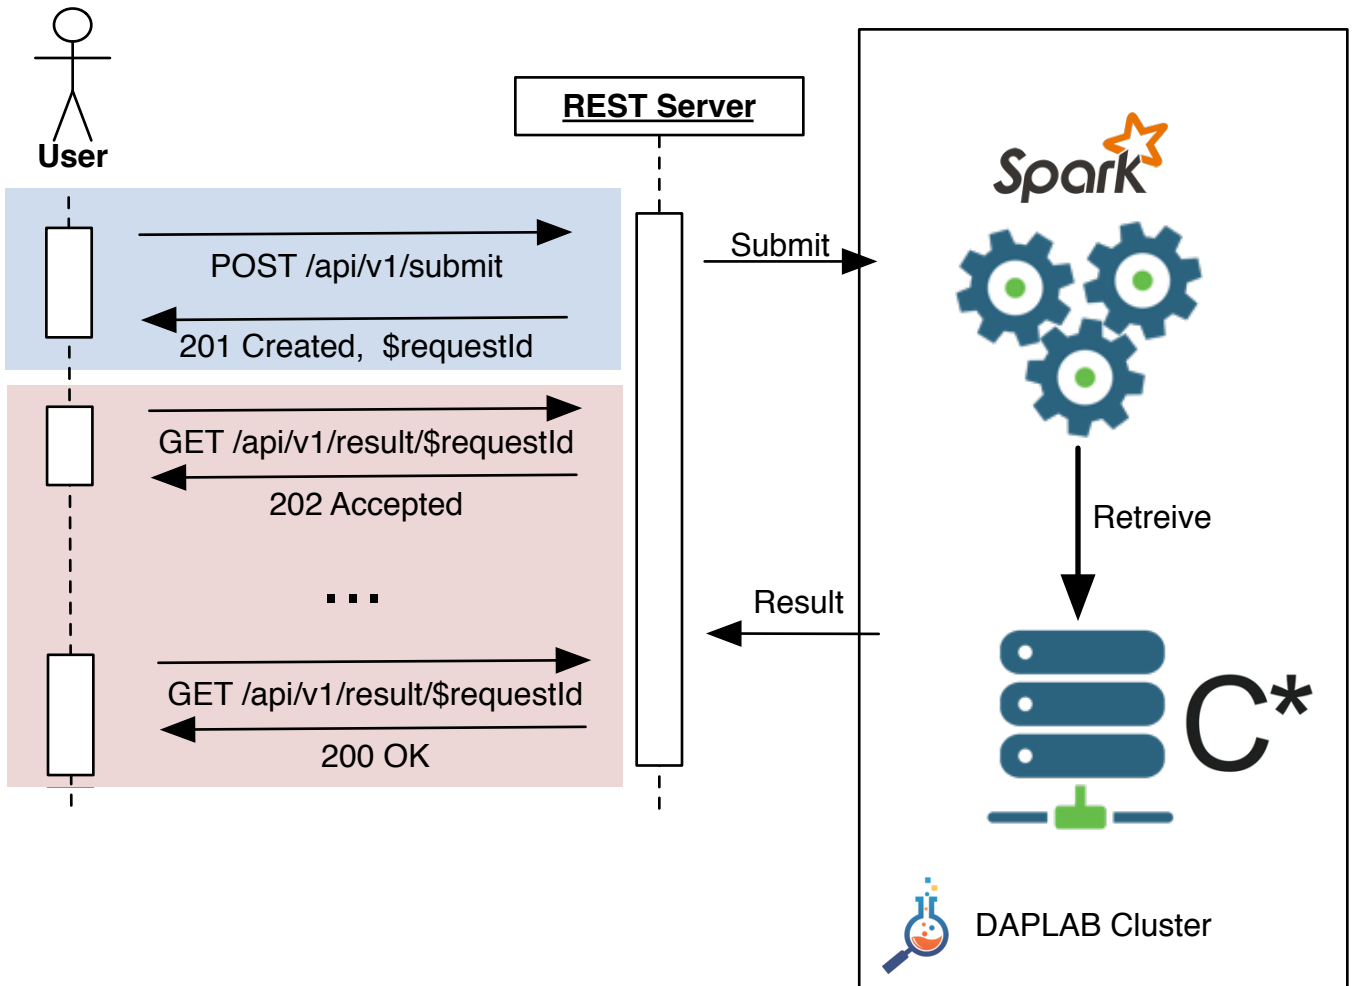 User
REST Server
Spark
POST /api/v1/submit
Submit
201 Created, $requestId
GET /api/v1/result/$requestId
202 Accepted
Retreive
...
Result
GET /api/v1/result/$requestId
200 OK
C*
DAPLAB Cluster